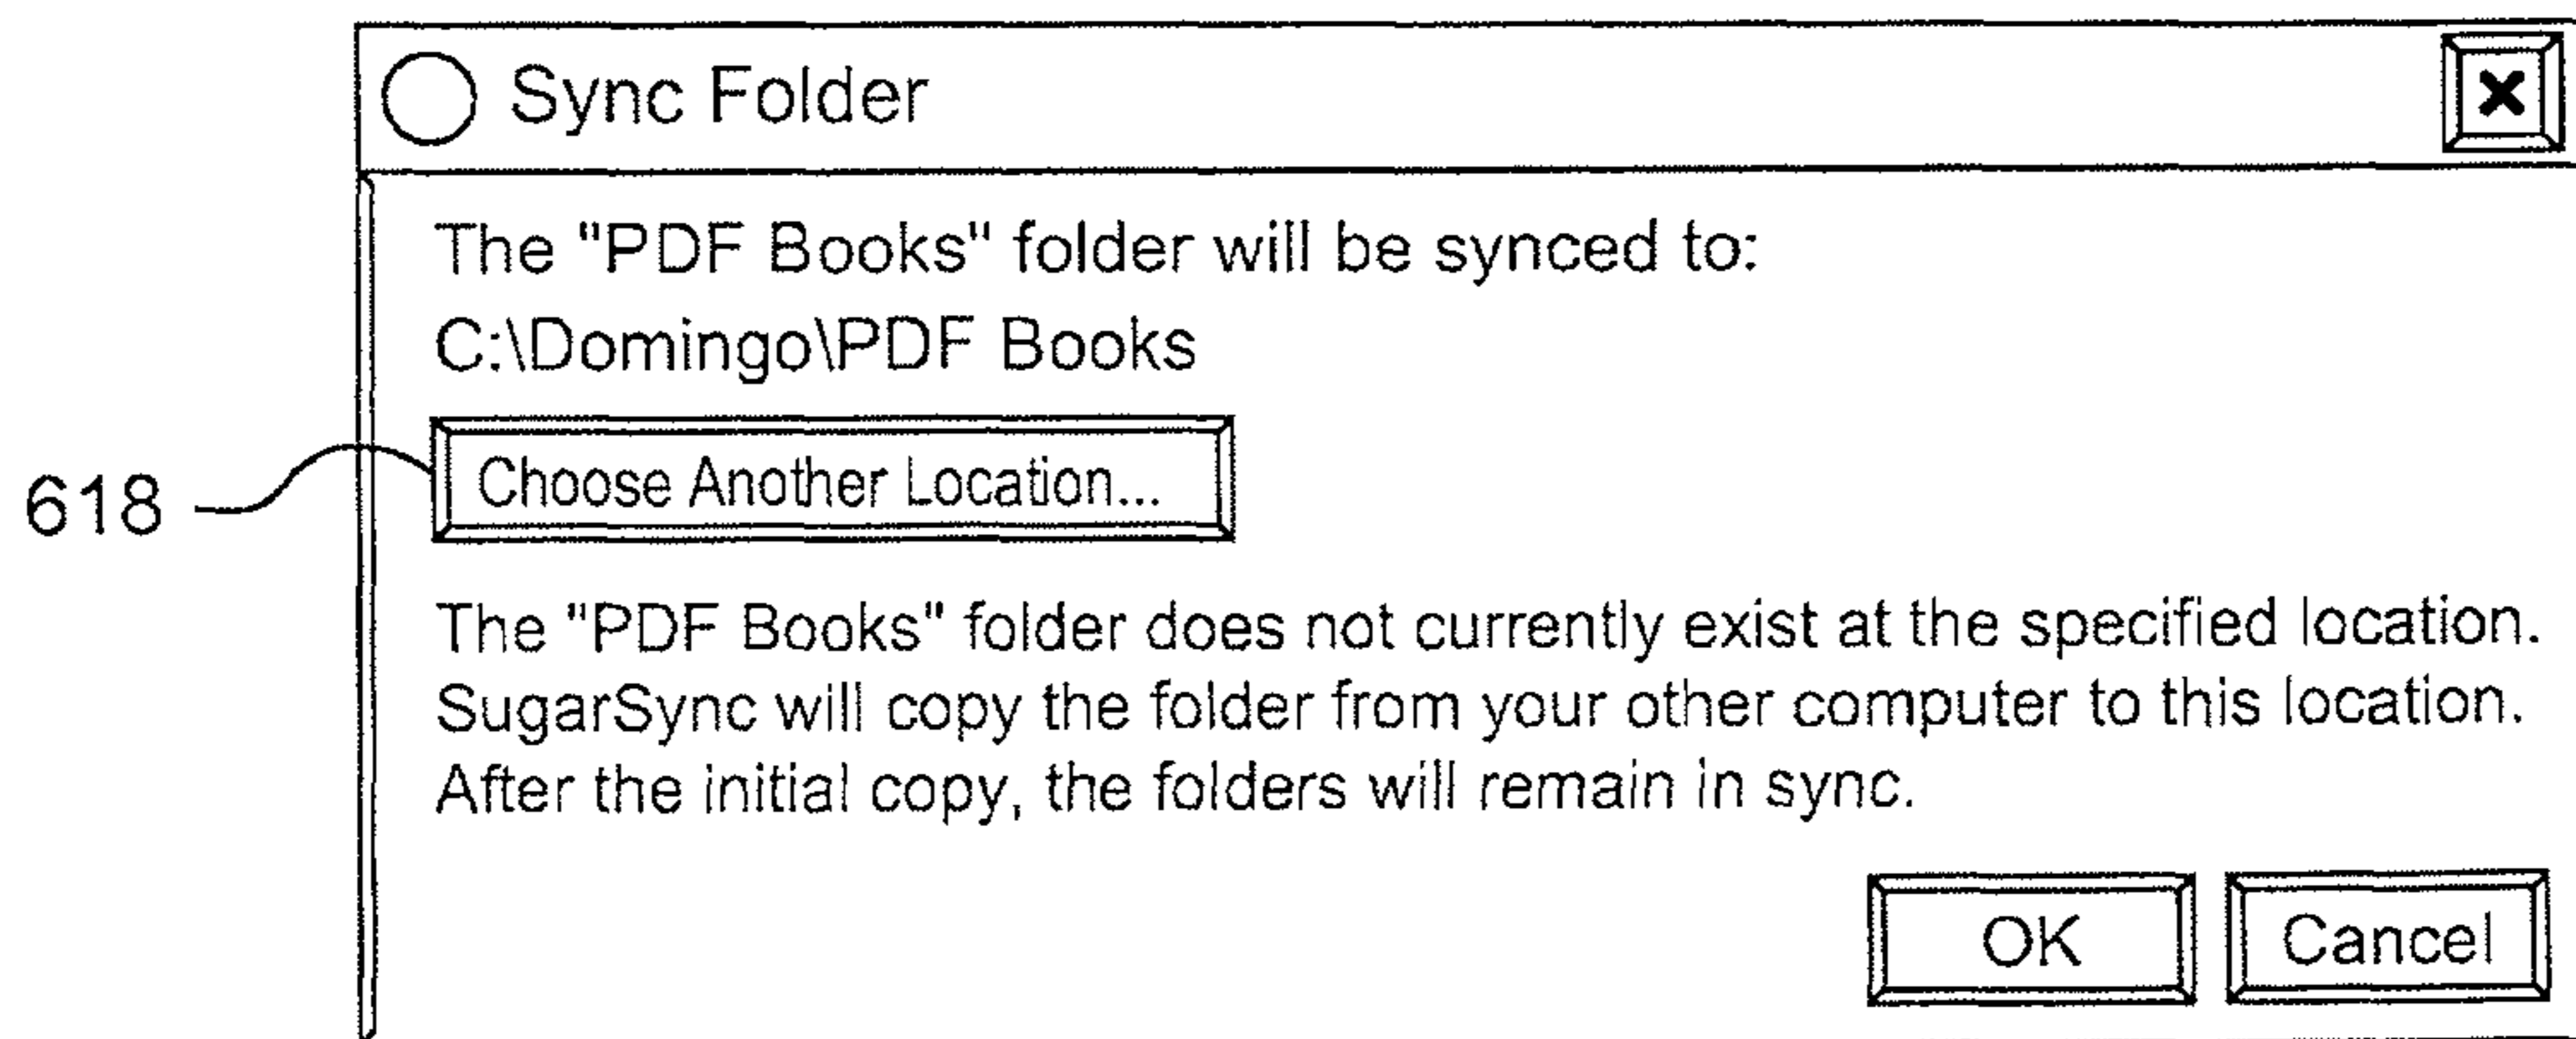 Sync Folder
The "PDF Books" folder will be synced to:
C:\Domingo\PDF Books
618
Choose Another Location...
The "PDF Books" folder does not currently exist at the specified location.
SugarSync will copy the folder from your other computer to this location.
After the initial copy, the folders will remain in sync.
OK Cancel